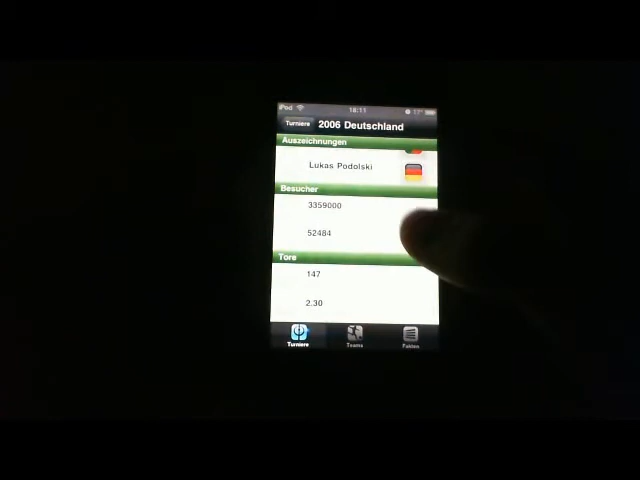 iPod 18:11 17°
Turniere 2006 Deutschland
Auszeichnungen
Lukas Podolski
Besucher
3359000
52484
Tore
147
2.30
Turniere Teams Fakten